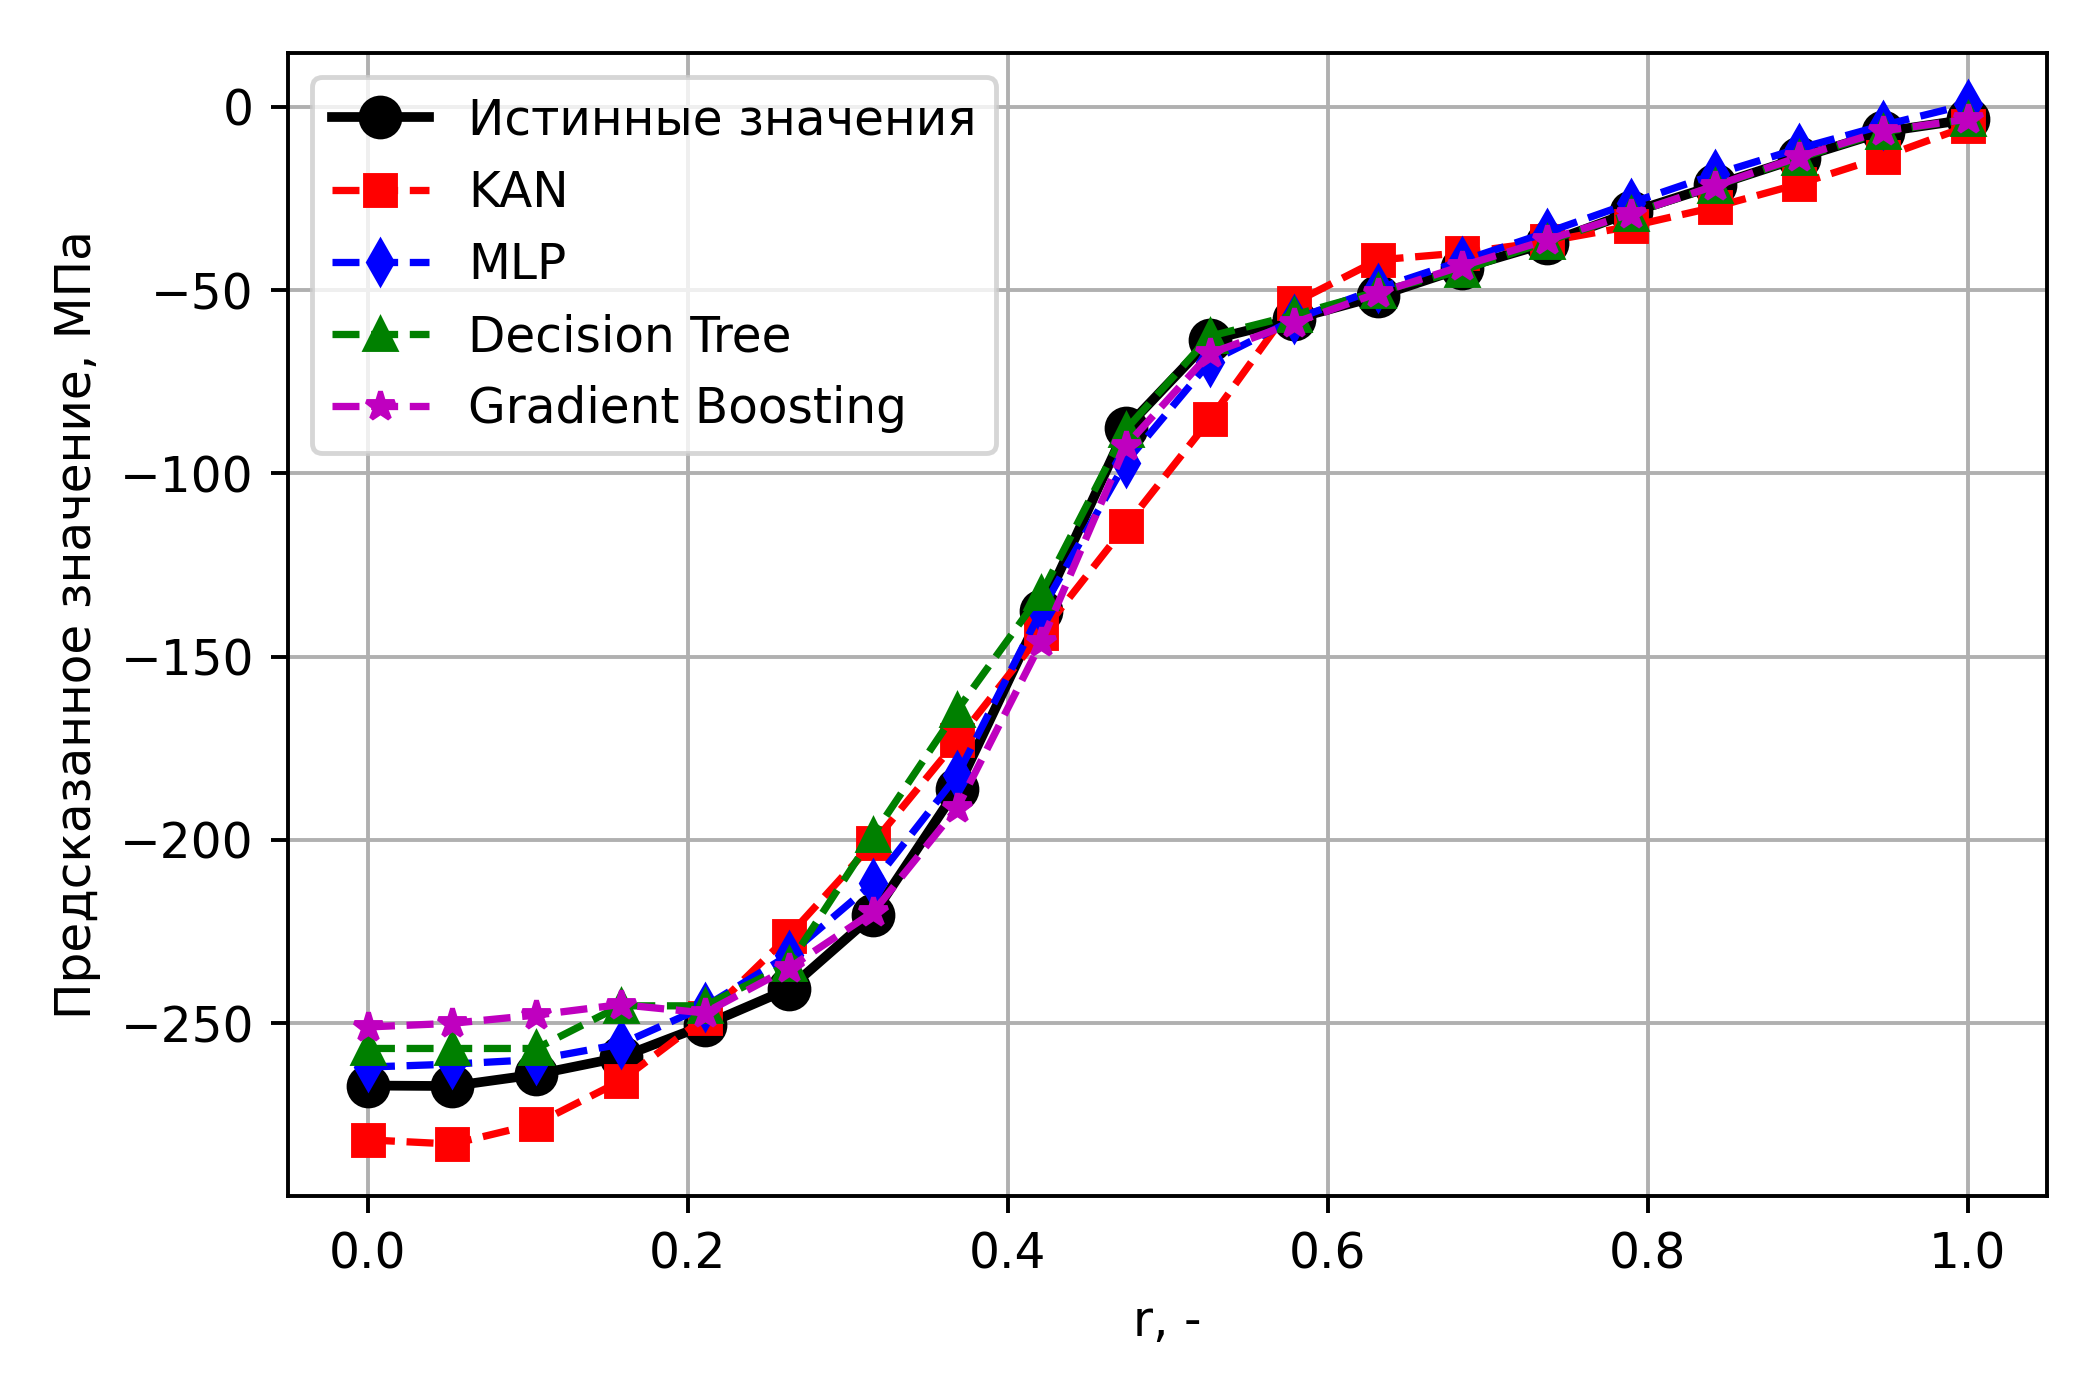 Истинные значения
KAN
MLP
Decision Tree
Gradient Boosting
Предсказанное значение, МПа
0
−50
−100
−150
−200
−250
0.0 0.2 0.4 0.6 0.8 1.0
r, -